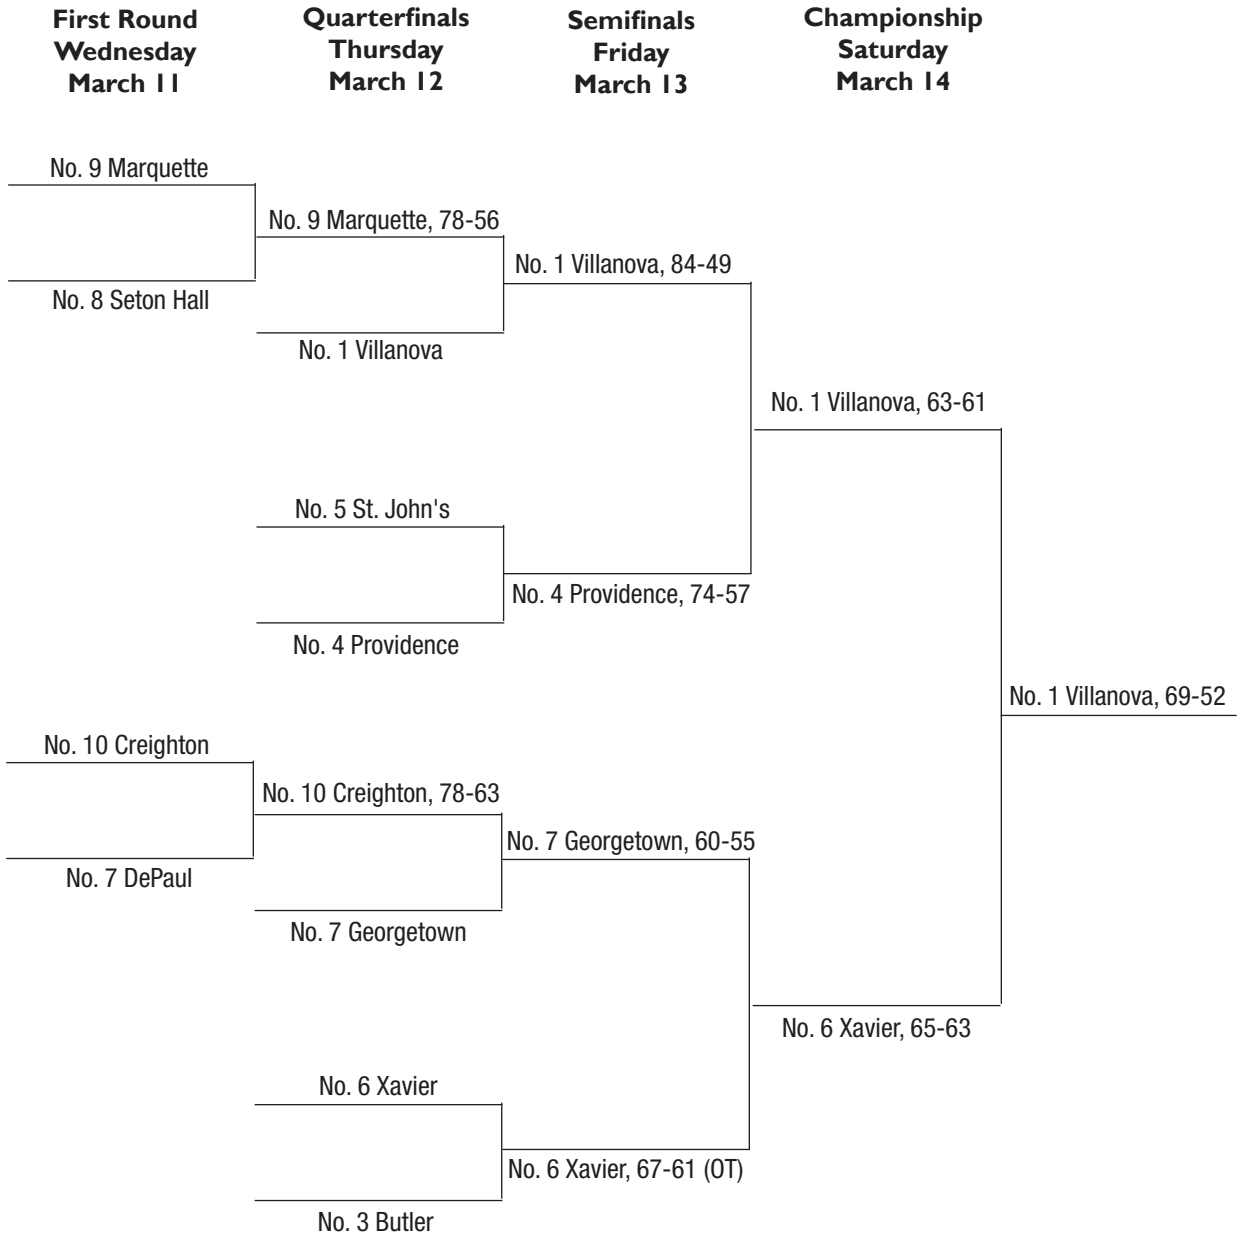 First Round
Wednesday
March 11
Quarterfinals
Thursday
March 12
Semifinals
Friday
March 13
Championship
Saturday
March 14
No. 9 Marquette
No. 9 Marquette, 78-56
No. 1 Villanova, 84-49
No. 8 Seton Hall
No. 1 Villanova
No. 1 Villanova, 63-61
No. 5 St. John's
No. 4 Providence, 74-57
No. 4 Providence
No. 1 Villanova, 69-52
No. 10 Creighton
No. 10 Creighton, 78-63
No. 7 Georgetown, 60-55
No. 7 DePaul
No. 7 Georgetown
No. 6 Xavier, 65-63
No. 6 Xavier
No. 6 Xavier, 67-61 (OT)
No. 3 Butler